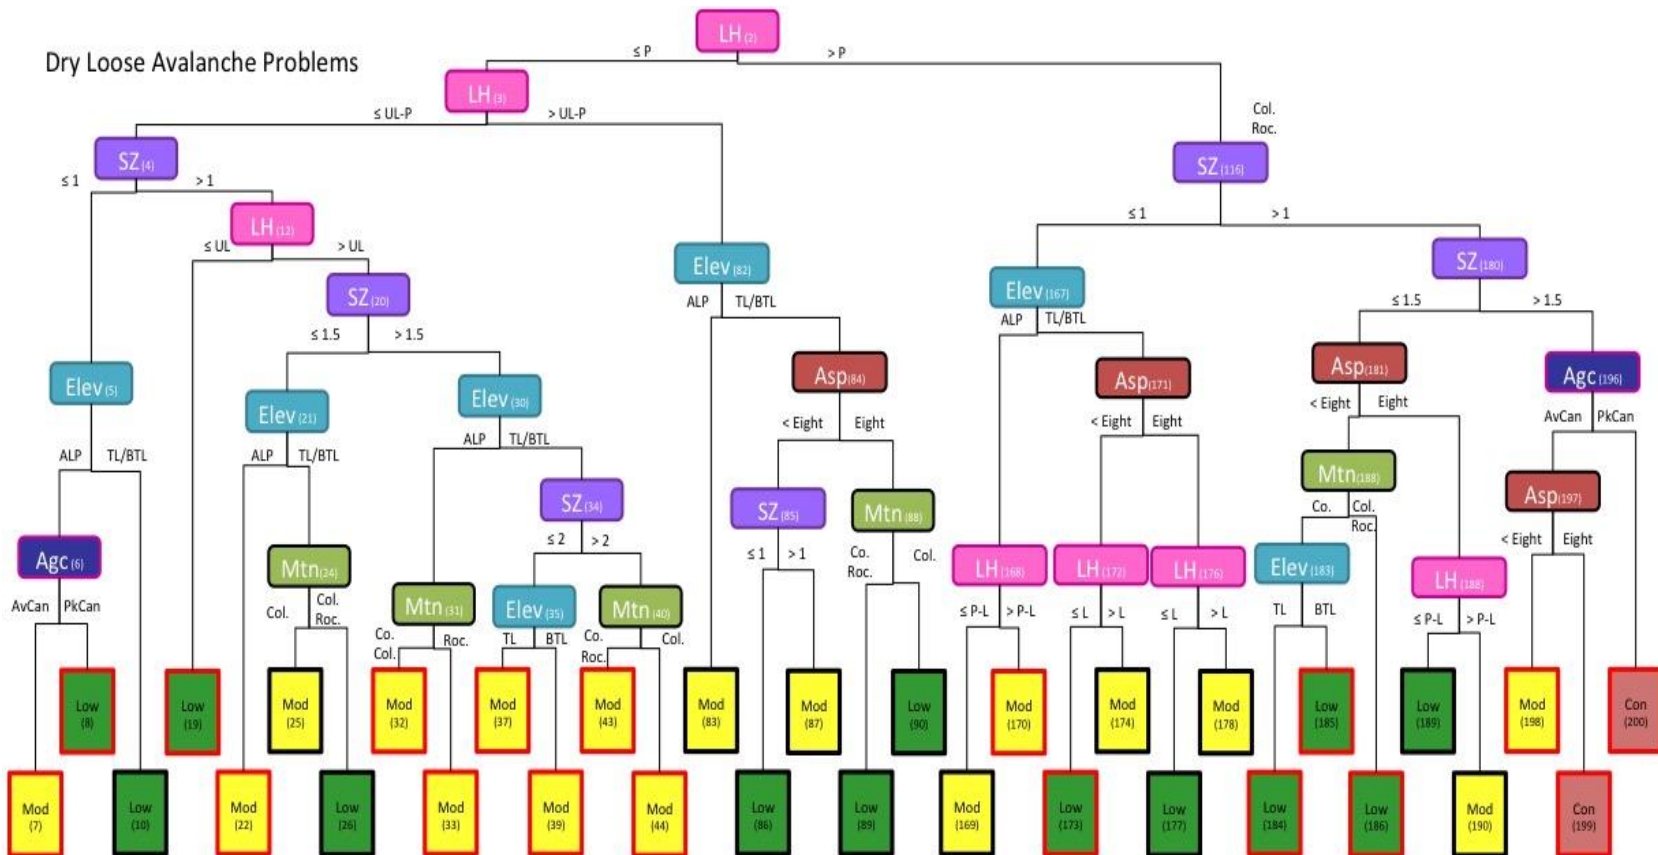 Dry Loose Avalanche Problems
LH (2)
≤ P
> P
LH (3)
≤ UL-P
> UL-P
Col.
Roc.
SZ (4)
SZ (116)
≤ 1
> 1
LH (12)
≤ 1
> 1
≤ UL
> UL
Elev (82)
SZ (180)
SZ (20)
Elev (167)
ALP
TL/BTL
≤ 1.5
> 1.5
ALP
TL/BTL
≤ 1.5
> 1.5
Elev (5)
Elev (21)
Elev (30)
Asp (84)
Asp (171)
Asp (181)
Agc (196)
< Eight
Eight
< Eight
Eight
< Eight
Eight
AvCan
PkCan
ALP
TL/BTL
ALP
TL/BTL
ALP
TL/BTL
SZ (34)
SZ (85)
Mtn (88)
Mtn (188)
Asp (197)
Co.
Col.
Roc.
≤ 2
> 2
≤ 1
> 1
Co.
Roc.
Col.
< Eight
Eight
Agc (6)
Mtn (24)
LH (168)
LH (172)
LH (176)
Elev (183)
LH (188)
AvCan
PkCan
Col.
Col.
Roc.
Mtn (31)
Elev (35)
Mtn (40)
≤ P-L
> P-L
≤ L
> L
≤ L
> L
TL
BTL
≤ P-L
> P-L
Co.
Col.
Roc.
TL
BTL
Co.
Roc.
Col.
Low (8)
Low (19)
Mod (25)
Mod (32)
Mod (37)
Mod (43)
Mod (83)
Mod (87)
Low (90)
Mod (170)
Mod (174)
Mod (178)
Low (185)
Low (189)
Mod (198)
Con (200)
Mod (7)
Low (10)
Mod (22)
Low (26)
Mod (33)
Mod (39)
Mod (44)
Low (86)
Low (89)
Mod (169)
Low (173)
Low (177)
Low (184)
Low (186)
Mod (190)
Con (199)